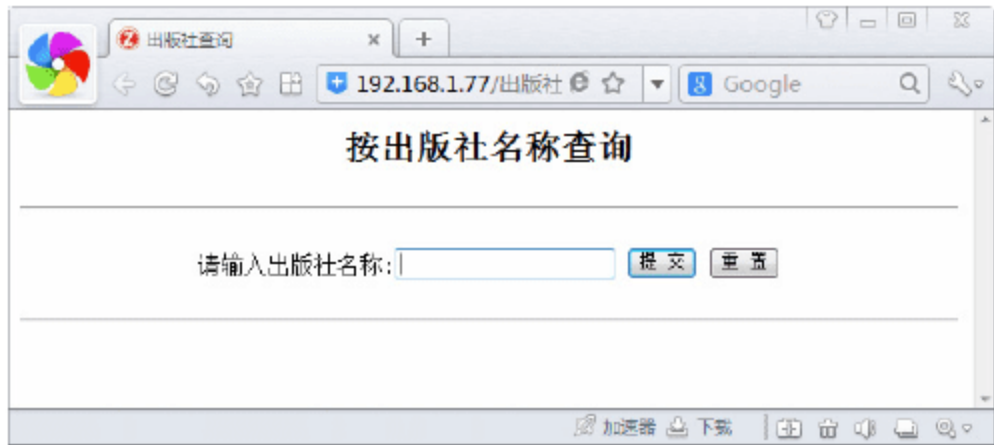 出版社查询
192.168.1.77/出版社
Google
按出版社名称查询
请输入出版社名称:
提 交
重 置
加速器
下载